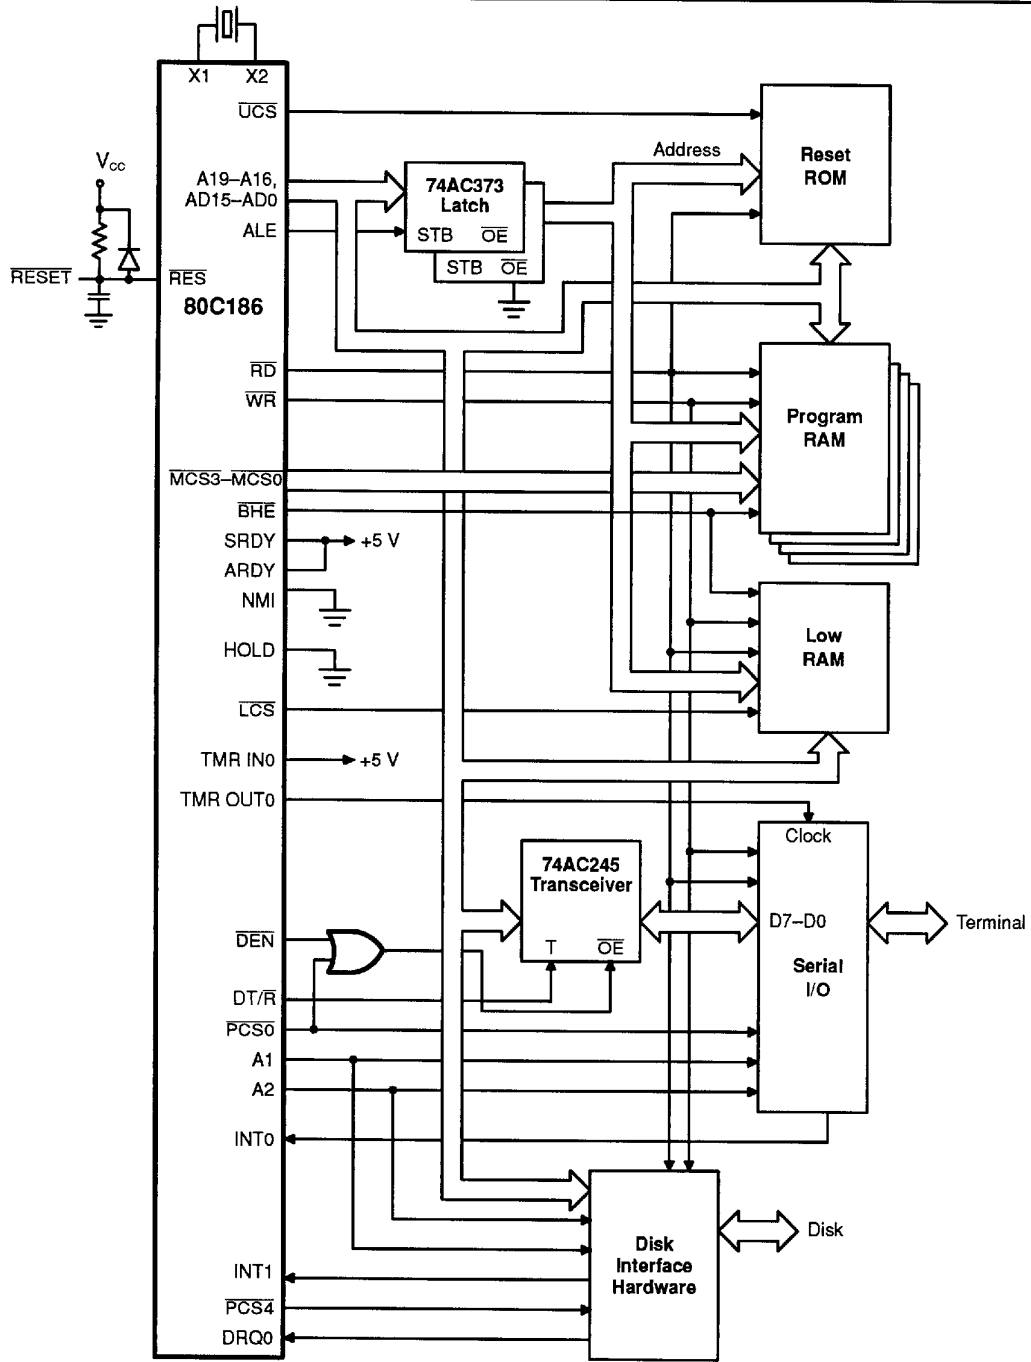 X1 X2
UCS
Address
Reset
ROM
VCC
A19–A16,
AD15–AD0
ALE
74AC373
Latch
STB OE
STB OE
RESET
RES
80C186
RD
WR
Program
RAM
MCS3–MCS0
BHE
SRDY
+5 V
ARDY
NMI
HOLD
Low
RAM
LCS
TMR IN0
+5 V
TMR OUT0
Clock
74AC245
Transceiver
T OE
D7–D0
Serial
I/O
Terminal
DEN
DT/R
PCS0
A1
A2
INT0
Disk
Interface
Hardware
Disk
INT1
PCS4
DRQ0